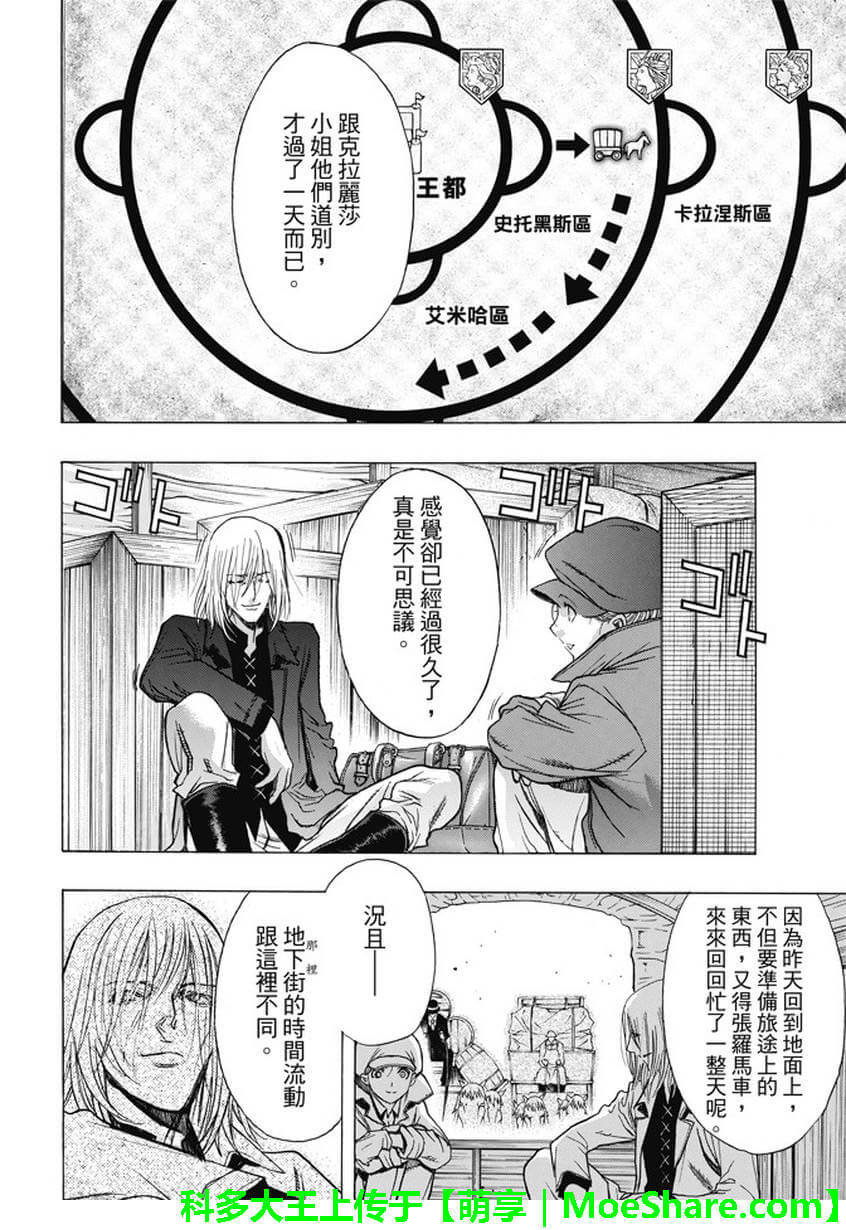 跟克拉麗莎
小姐他們道別，
才過了一天而已。
王都
史托黑斯區
卡拉涅斯區
艾米哈區
ゴト
ゴト
感覺卻已經過很久了，
真是不可思議。
因為昨天回到地面上，
不但要準備旅途上的
東西，又得張羅馬車，
來來回回忙了一整天呢。
況且——
那裡
地下街的時間流動
跟這裡不同。
科多大王上传于【萌享｜MoeShare.com】